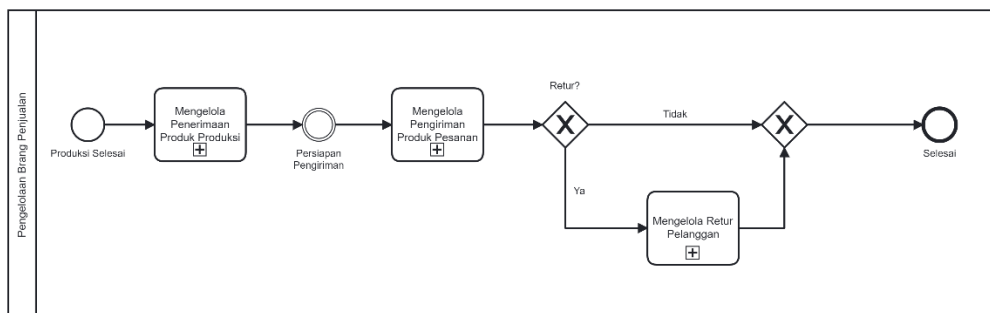 Pengelolaan Brang Penjualan
Produksi Selesai
Mengelola
Penerimaan
Produk Produksi
Persiapan
Pengiriman
Mengelola
Pengiriman
Produk Pesanan
Retur?
Tidak
Ya
Mengelola Retur
Pelanggan
Selesai